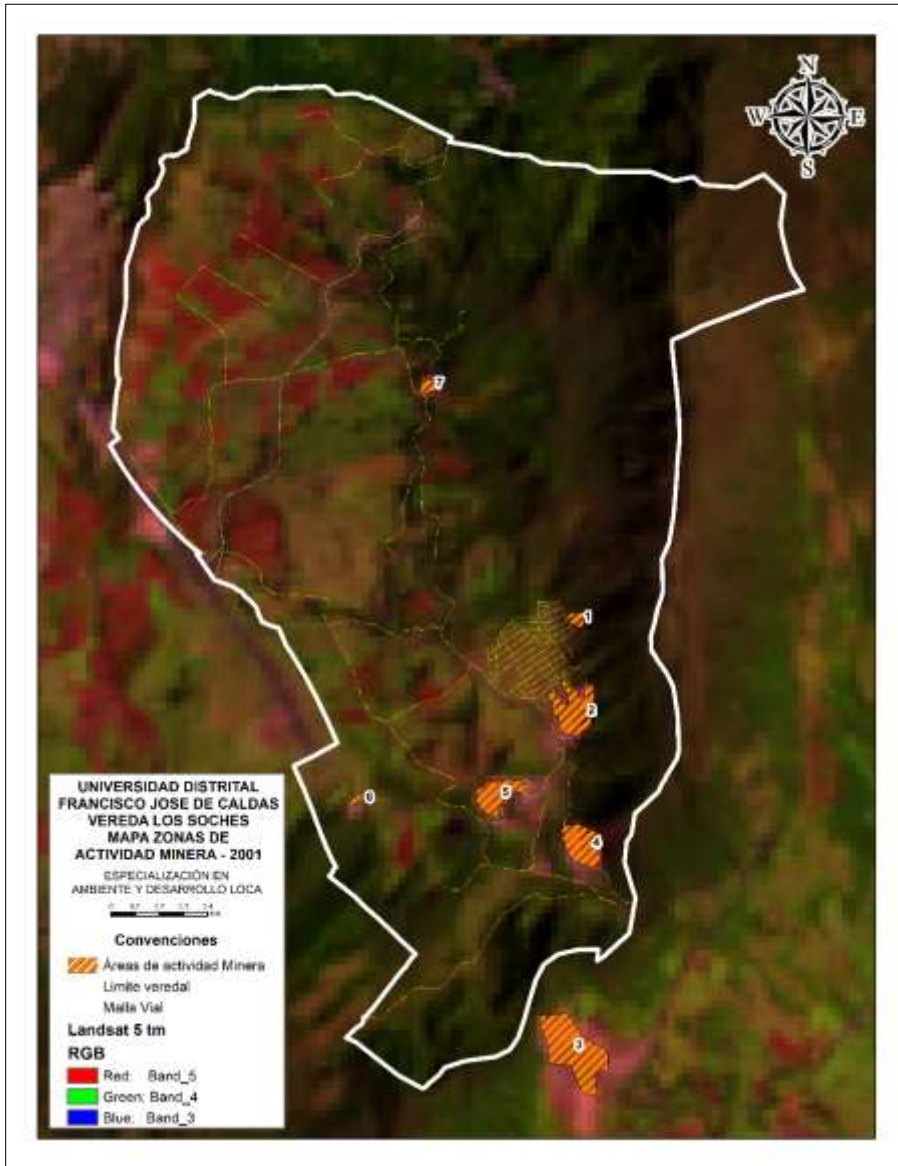 N
W E
S
7
1
2
6
5
4
3
UNIVERSIDAD DISTRITAL
FRANCISCO JOSE DE CALDAS
VEREDA LOS SOCHES
MAPA ZONAS DE
ACTIVIDAD MINERA - 2001
ESPECIALIZACIÓN EN
AMBIENTE Y DESARROLLO LOCA
Convenciones
Áreas de actividad Minera
Limite veredal
Malla Vial
Landsat 5 tm
RGB
Red: Band_5
Green: Band_4
Blue: Band_3